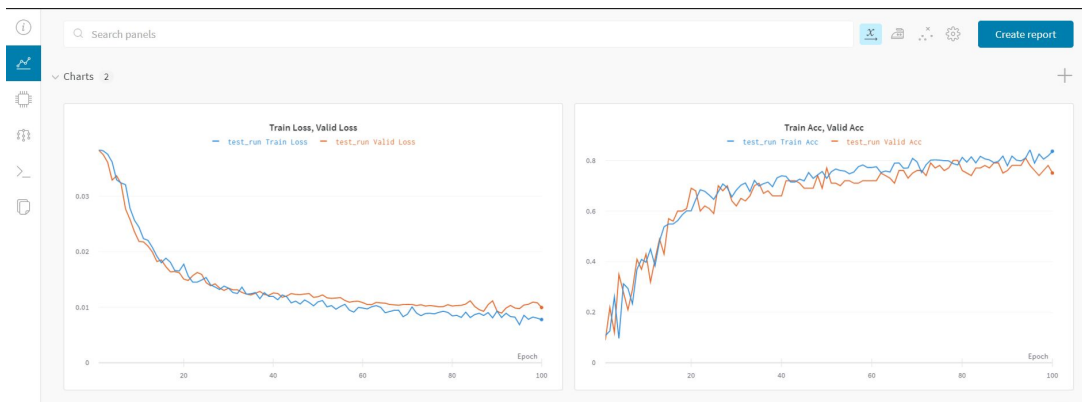 Search panels
Create report
Charts 2
Train Loss, Valid Loss
test_run Train Loss test_run Valid Loss
0.03
0.02
0.01
0
20 40 60 80 100
Epoch
Train Acc, Valid Acc
test_run Train Acc test_run Valid Acc
0.8
0.6
0.4
0.2
0
20 40 60 80 100
Epoch